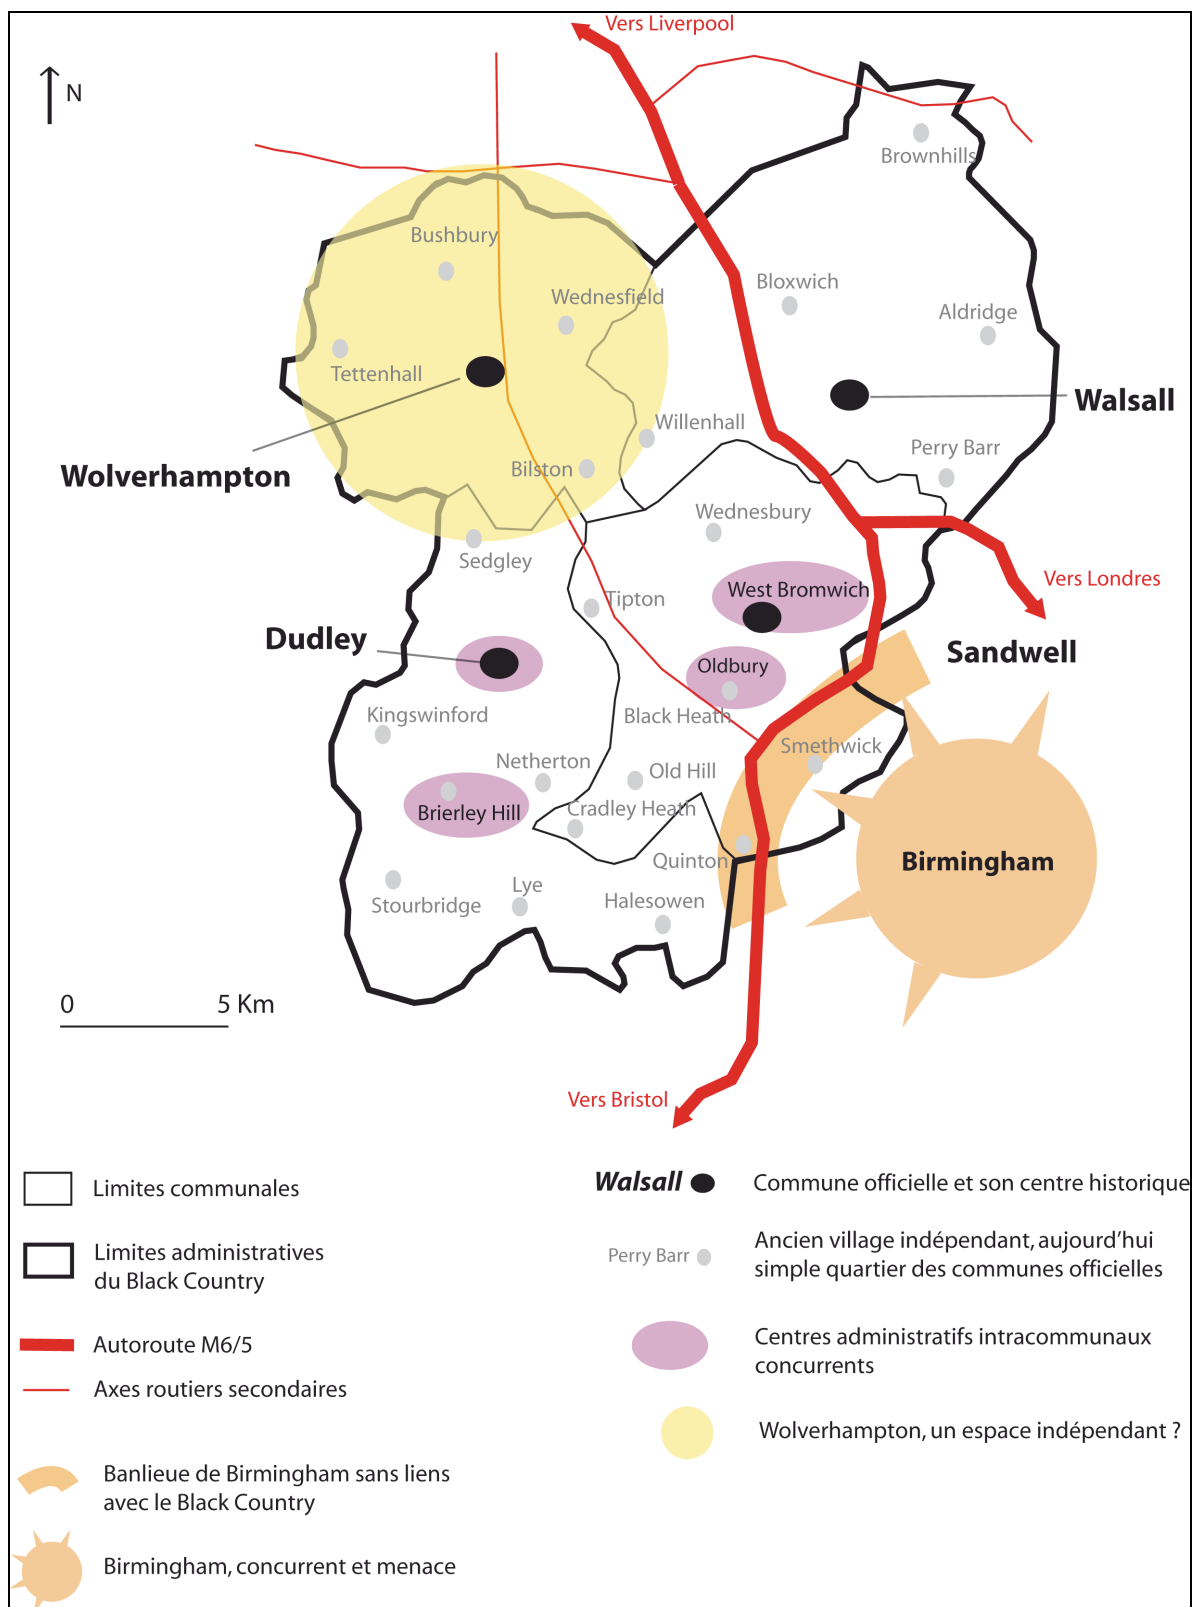 Vers Liverpool
N
Brownhills
Bushbury
Bloxwich
Wednesfield
Aldridge
Tettenhall
Walsall
Willenhall
Perry Barr
Bilston
Wolverhampton
Wednesbury
Sedgley
Vers Londres
West Bromwich
Tipton
Dudley
Sandwell
Oldbury
Kingswinford
Black Heath
Smethwick
Netherton
Old Hill
Cradley Heath
Brierley Hill
Quinton
Birmingham
Lye
Stourbridge
Halesowen
0 5 Km
Vers Bristol
Limites communales
Limites administratives
du Black Country
Autoroute M6/5
Axes routiers secondaires
Banlieue de Birmingham sans liens
avec le Black Country
Birmingham, concurrent et menace
Walsall
Commune officielle et son centre historique
Perry Barr
Ancien village indépendant, aujourd'hui
simple quartier des communes officielles
Centres administratifs intracommunaux
concurrents
Wolverhampton, un espace indépendant ?